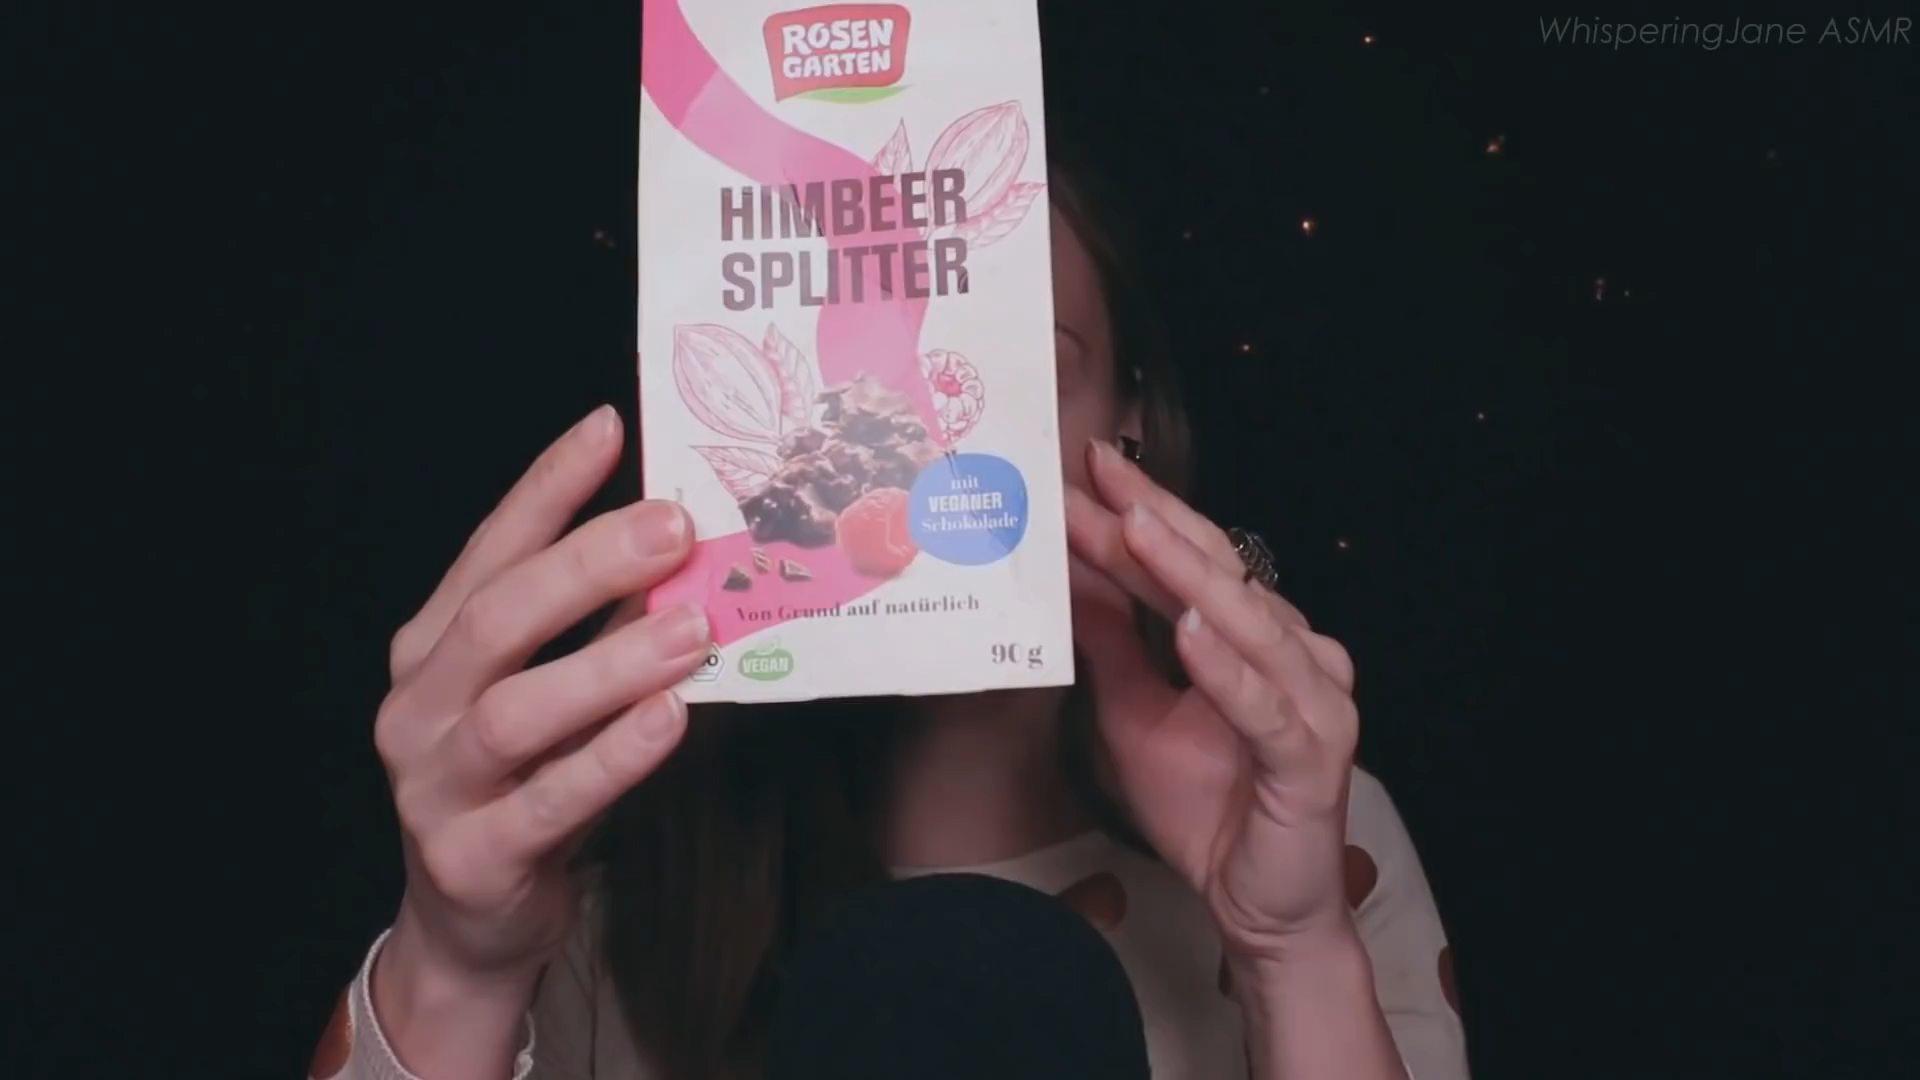 WhisperingJane ASMR
ROSEN
GARTEN
HIMBEER
SPLITTER
mit
VEGANER
Schokolade
Von Grund auf natürlich
VEGAN
90 g